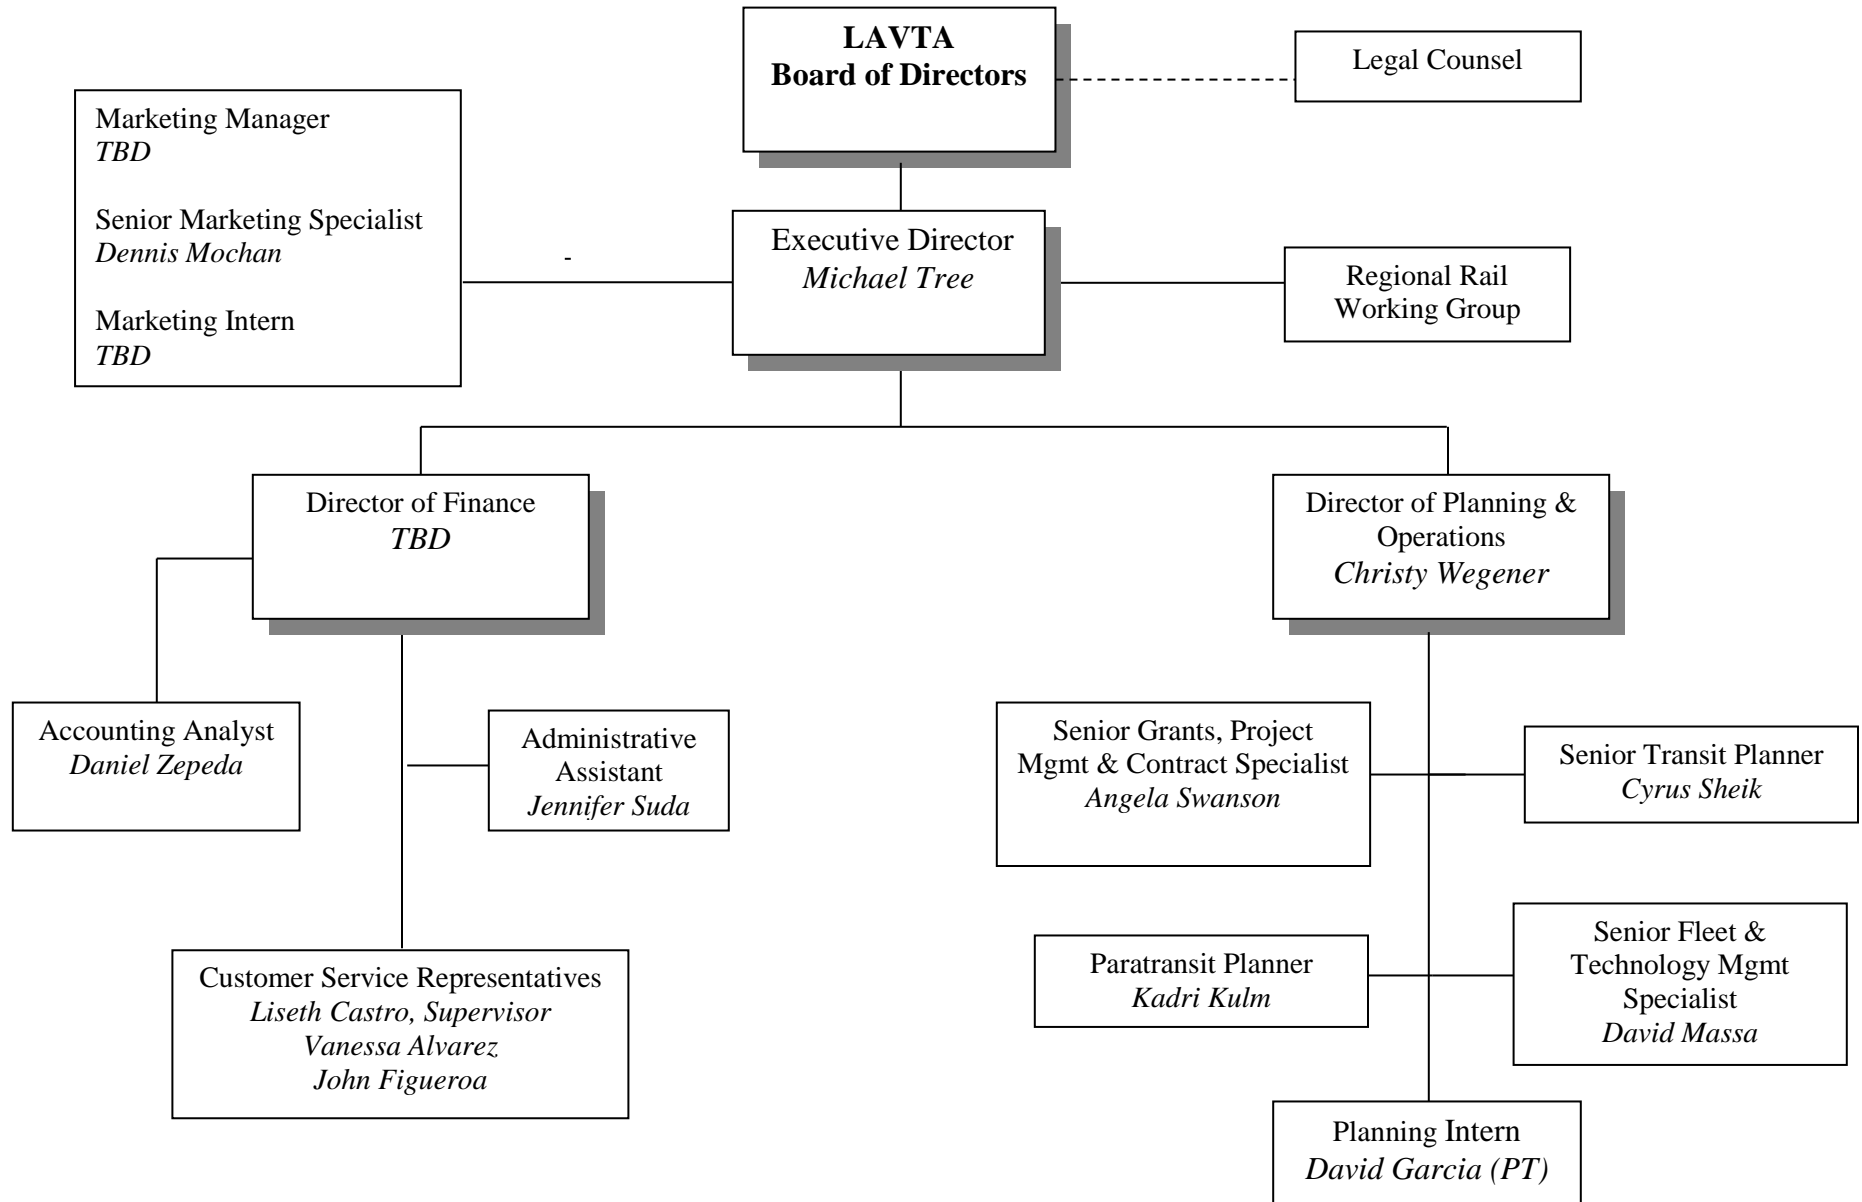 LAVTA
Board of Directors
Legal Counsel
Marketing Manager
TBD
Senior Marketing Specialist
Dennis Mochan
Marketing Intern
TBD
-
Executive Director
Michael Tree
Regional Rail
Working Group
Director of Finance
TBD
Director of Planning &
Operations
Christy Wegener
Accounting Analyst
Daniel Zepeda
Administrative
Assistant
Jennifer Suda
Senior Grants, Project
Mgmt & Contract Specialist
Angela Swanson
Senior Transit Planner
Cyrus Sheik
Customer Service Representatives
Liseth Castro, Supervisor
Vanessa Alvarez
John Figueroa
Paratransit Planner
Kadri Kulm
Senior Fleet &
Technology Mgmt
Specialist
David Massa
Planning Intern
David Garcia (PT)